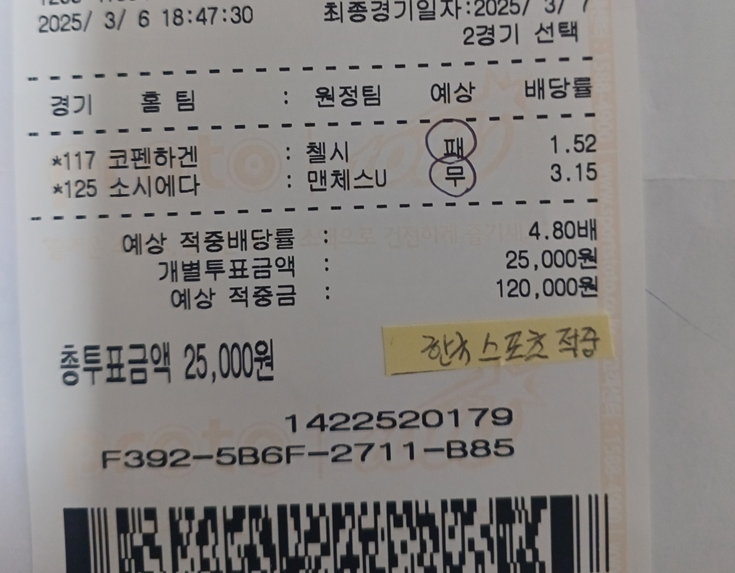 2025/ 3/ 6 18:47:30 최종경기일자:2025/ 3/ 7
2경기 선택
경기 홈 팀 : 원정팀 예상 배당률
*117 코펜하겐 : 첼시 패 1.52
*125 소시에다 : 맨체스U 무 3.15
예상 적중배당률 : 4.80배
개별투표금액 : 25,000원
예상 적중금 : 120,000원
총투표금액 25,000원
한국 스포츠 적중
1422520179
F392-5B6F-2711-B85